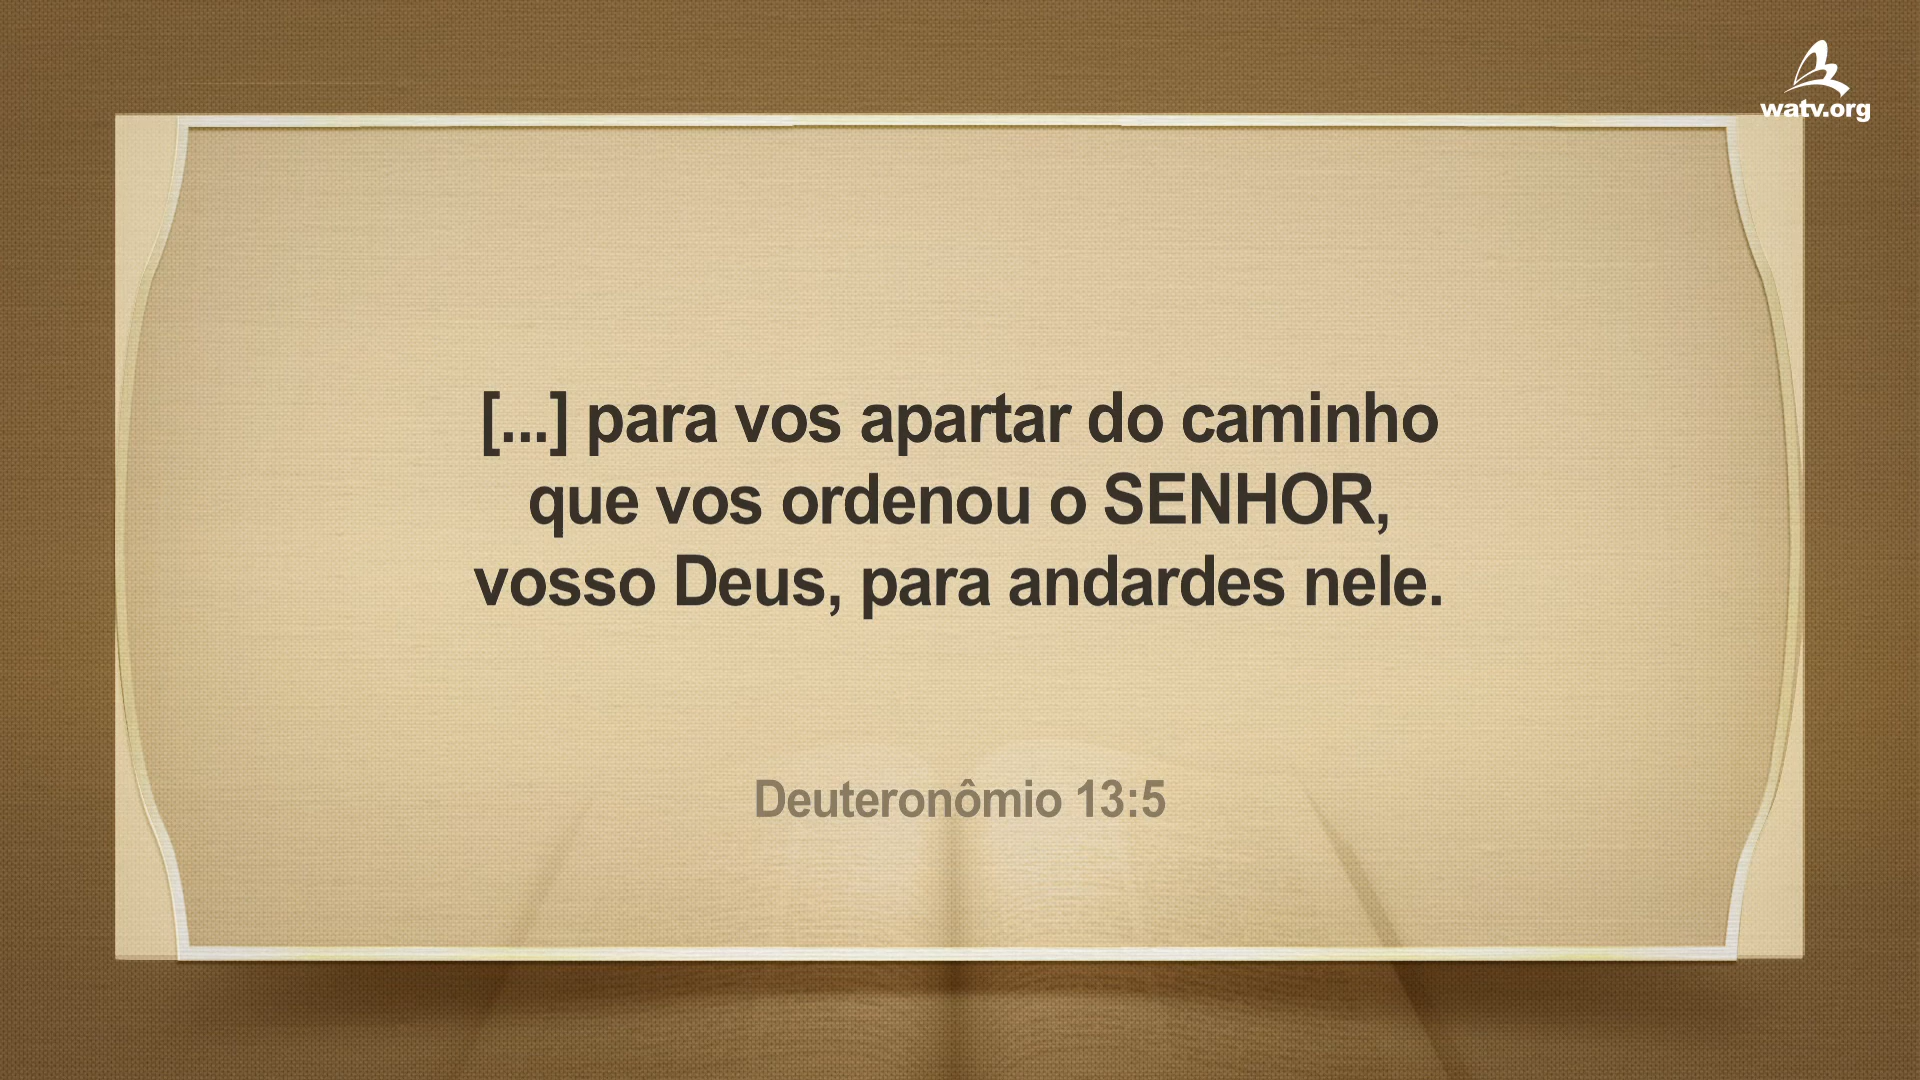 watv.org
[...] para vos apartar do caminho
que vos ordenou o SENHOR,
vosso Deus, para andardes nele.
Deuteronômio 13:5